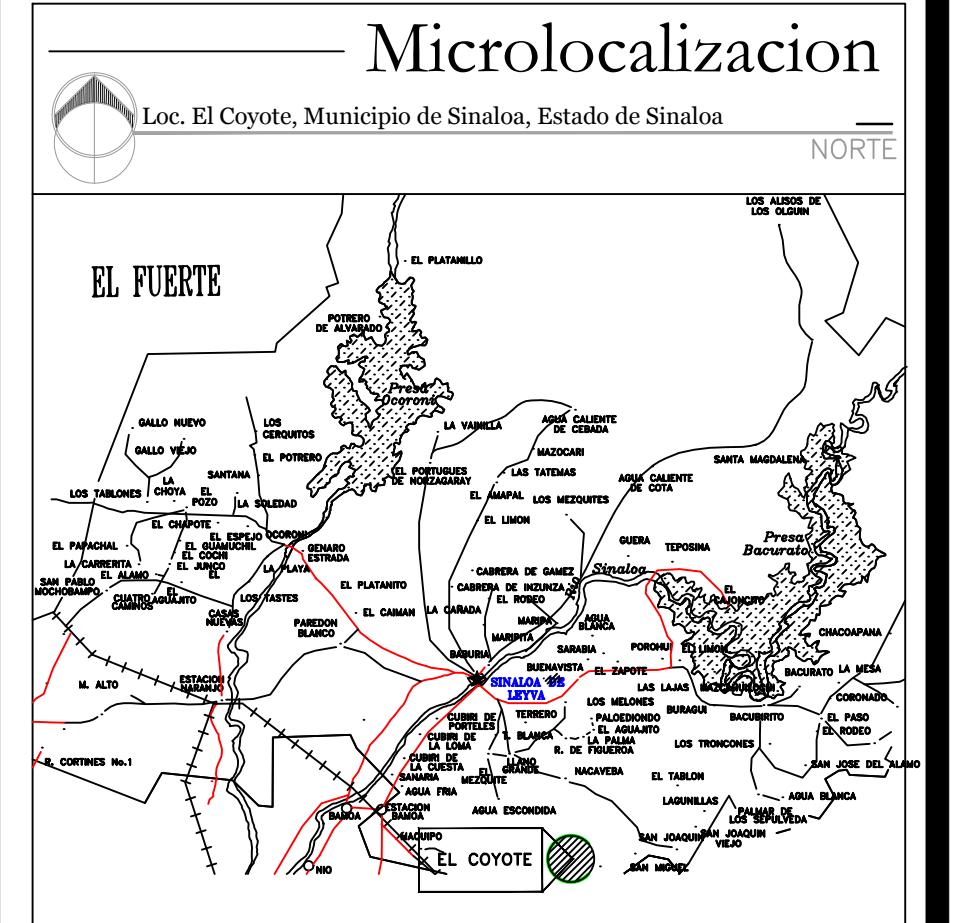 Microlocalizacion
Loc. El Coyote, Municipio de Sinaloa, Estado de Sinaloa
NORTE
LOS ALISOS DE
LOS OLGUIN
EL FUERTE
EL PLATANILLO
POTRERO
DE ALVARADO
Presa
Ocoroni
GALLO NUEVO
LOS
CERQUITOS
LA VAINILLA
AGUA CALIENTE
DE CEBADA
GALLO VIEJO
EL POTRERO
MAZOCARI
SANTA MAGDALENA
SANTANA
EL PORTUGUES
DE NORZAGARAY
LAS TATEMAS
AGUA CALIENTE
DE COTA
LOS TABLONES
LA
CHOYA
EL
POZO
LA SOLEDAD
EL AMAPAL
LOS MEZQUITES
EL CHAPOTE
EL LIMON
EL ESPEJO
OCORONI
Presa
Bacurato
EL PAPACHAL
EL GUAMUCHIL
EL COCHI
EL JUNCO
EL
GENARO
ESTRADA
GUERA
TEPOSINA
LA CARRERITA
EL ALAMO
LA PLAYA
CABRERA DE GAMEZ
Sinaloa
RIO
SAN PABLO
MOCHOBAMPO
EL PLATANITO
CABRERA DE INZUNZA
EL
CAJONCITO
CUATRO
CAMINOS
EL
AGUAJITO
LOS TASTES
EL RODEO
CASAS
NUEVAS
EL CAIMAN
LA CAÑADA
MARIPA
AGUA
BLANCA
PAREDON
BLANCO
MARIPITA
CHACOAPANA
BABURIA
SARABIA
POROHUI
EL LIMON
BUENAVISTA
EL ZAPOTE
BACURATO
LA MESA
M. ALTO
ESTACION
NARANJO
SINALOA DE
LEYVA
LAS LAJAS
CORONADO
LOS MELONES
BURAGUI
BACUBIRITO
CUBIRI DE
PORTELES
TERRERO
PALOEDIONDO
EL AGUAJITO
EL PASO
EL RODEO
CUBIRI DE
LA LOMA
T. BLANCA
LA PALMA
R. DE FIGUEROA
LOS TRONCONES
R. CORTINES No.1
CUBIRI DE
LA CUESTA
LLANO
GRANDE
SAN JOSE DEL ALAMO
SANARIA
EL
MEZQUITE
NACAVEBA
EL TABLON
AGUA FRIA
LAGUNILLAS
AGUA BLANCA
BAMOA
ESTACION
BAMOA
AGUA ESCONDIDA
PALMAR DE
LOS SEPULVEDA
MAQUIPO
SAN JOAQUIN
SAN JOAQUIN
VIEJO
EL COYOTE
NIO
SAN MIGUEL